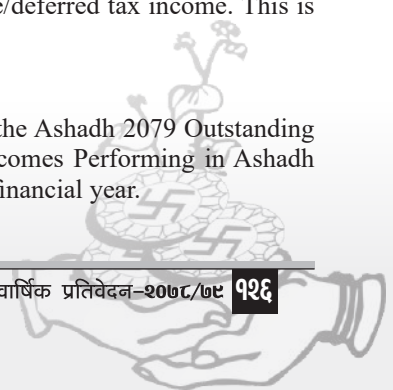 e/deferred tax income. This is
the Ashadh 2079 Outstanding
comes Performing in Ashadh
financial year.
वार्षिक प्रतिवेदन–२०७८/७९ १२६